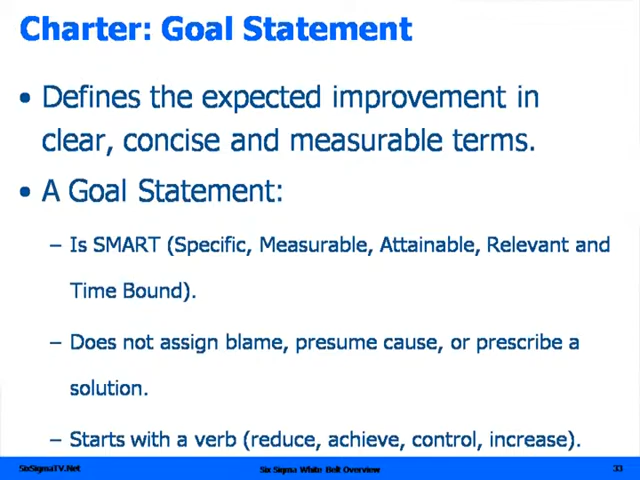 Charter: Goal Statement
• Defines the expected improvement in
clear, concise and measurable terms.
• A Goal Statement:
– Is SMART (Specific, Measurable, Attainable, Relevant and
Time Bound).
– Does not assign blame, presume cause, or prescribe a
solution.
– Starts with a verb (reduce, achieve, control, increase).
SixSigmaTV.Net
Six Sigma White Belt Overview
33